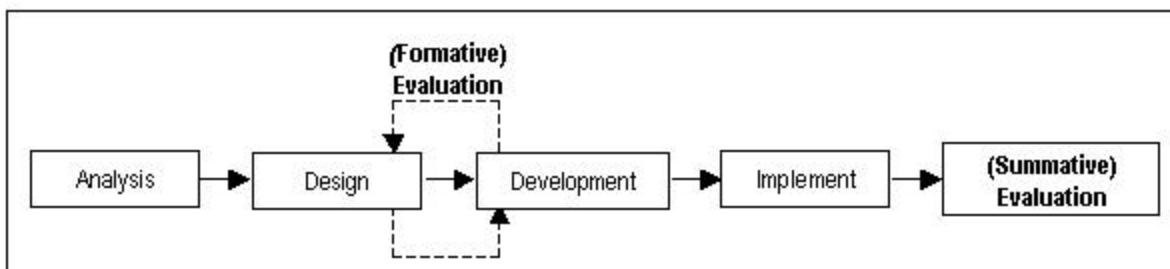 (Formative)
Evaluation
Analysis
Design
Development
Implement
(Summative)
Evaluation